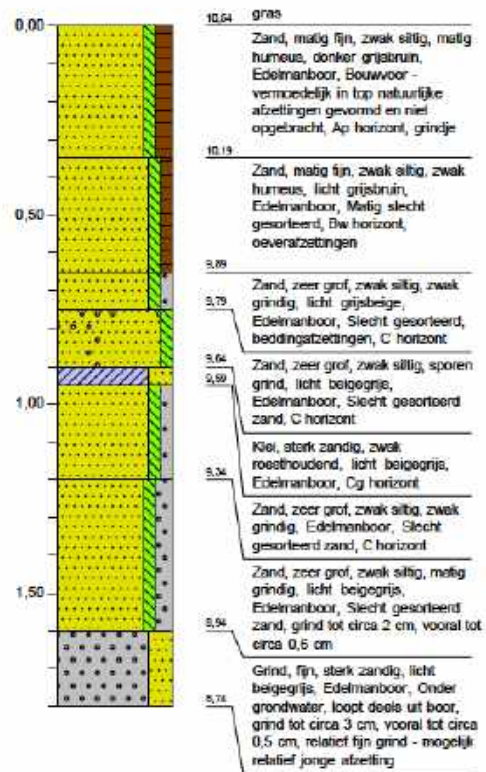 0,00
10,54
gras
Zand, matig fijn, zwak siltig, matig
humeus, donker grijsbruin,
Edelmanboor, Bouwvoor -
vermoedelijk in top natuurlijke
afzettingen gevormd en niet
opgebracht, Ap horizont, grindje
10,19
Zand, matig fijn, zwak siltig, zwak
humeus, licht grijsbruin,
Edelmanboor, Matig slecht
gesorteerd, Bw horizont,
oeverafzettingen
0,50
9,89
Zand, zeer grof, zwak siltig, zwak
grindig, licht grijsbeige,
Edelmanboor, Slecht gesorteerd,
beddingafzettingen, C horizont
9,79
9,64
Zand, zeer grof, zwak siltig, sporen
grind, licht beigegrijs,
Edelmanboor, Slecht gesorteerd
zand, C horizont
9,59
1,00
Klei, sterk zandig, zwak
roesthoudend, licht beigegrijs,
Edelmanboor, Cg horizont
9,34
Zand, zeer grof, zwak siltig, zwak
grindig, Edelmanboor, Slecht
gesorteerd zand, C horizont
1,50
Zand, zeer grof, zwak siltig, matig
grindig, licht beigegrijs,
Edelmanboor, Slecht gesorteerd
zand, grind tot circa 2 cm, vooral tot
circa 0,5 cm
8,94
Grind, fijn, sterk zandig, licht
beigegrijs, Edelmanboor, Onder
grondwater, loopt deels uit boor,
grind tot circa 3 cm, vooral tot circa
0,5 cm, relatief fijn grind - mogelijk
relatief jonge afzetting
8,74